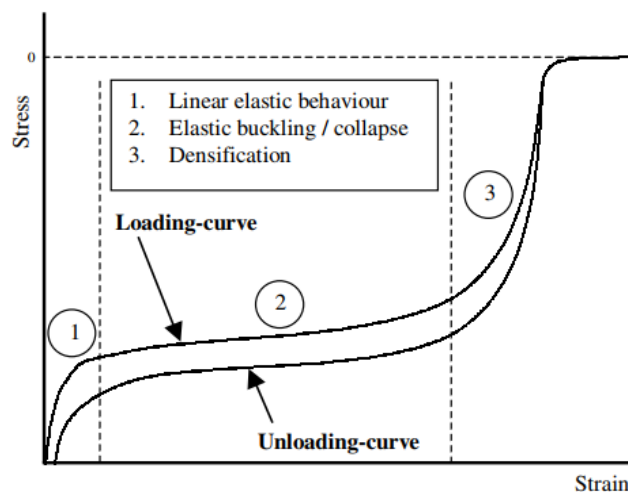 0
Stress
1. Linear elastic behaviour
2. Elastic buckling / collapse
3. Densification
3
Loading-curve
2
1
Unloading-curve
Strain